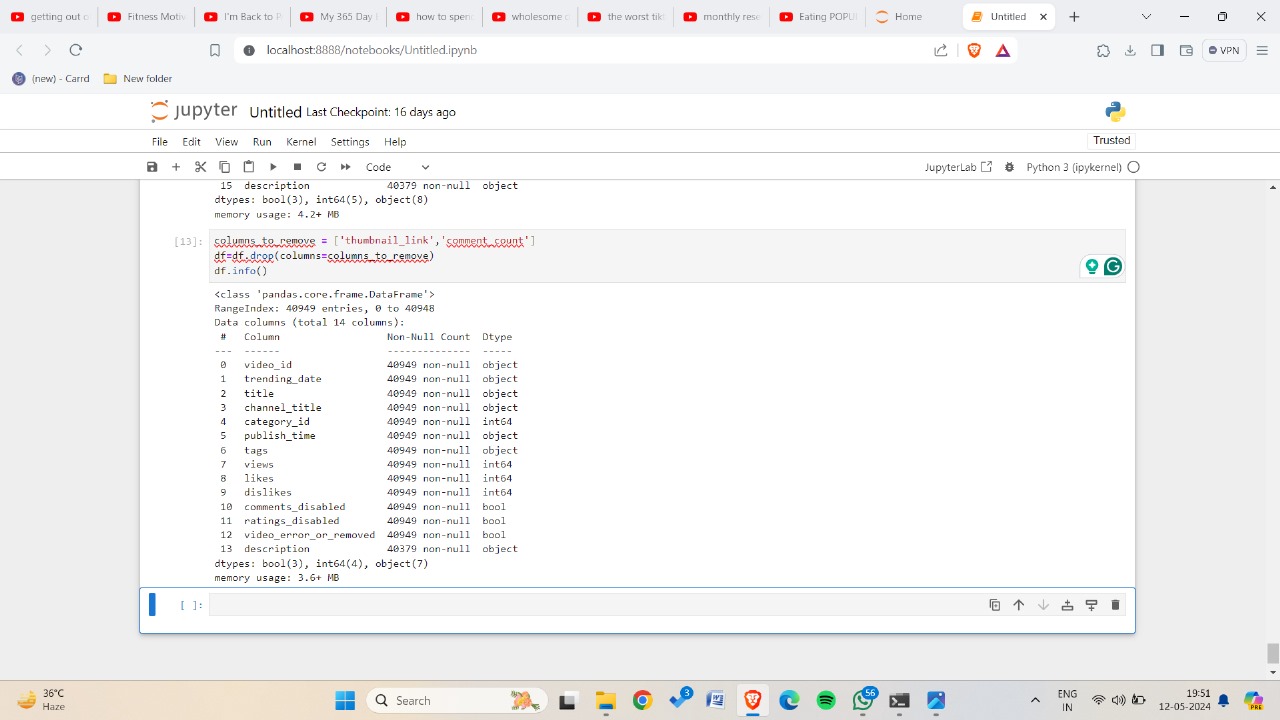 getting out o
Fitness Motiv
I'm Back to R
My 365 Day I
how to spend
wholesome d
the worst tikt
monthly rese
Eating POPUL
Home
Untitled
localhost:8888/notebooks/Untitled.ipynb
VPN
(new) - Carrd
New folder
jupyter Untitled Last Checkpoint: 16 days ago
File Edit View Run Kernel Settings Help
Trusted
Code
JupyterLab
Python 3 (ipykernel)
15 description 40379 non-null object
dtypes: bool(3), int64(5), object(8)
memory usage: 4.2+ MB
[13]: columns_to_remove = ['thumbnail_link','comment_count']
df=df.drop(columns=columns_to_remove)
df.info()
<class 'pandas.core.frame.DataFrame'>
RangeIndex: 40949 entries, 0 to 40948
Data columns (total 14 columns):
# Column Non-Null Count Dtype
--- ------ -------------- -----
0 video_id 40949 non-null object
1 trending_date 40949 non-null object
2 title 40949 non-null object
3 channel_title 40949 non-null object
4 category_id 40949 non-null int64
5 publish_time 40949 non-null object
6 tags 40949 non-null object
7 views 40949 non-null int64
8 likes 40949 non-null int64
9 dislikes 40949 non-null int64
10 comments_disabled 40949 non-null bool
11 ratings_disabled 40949 non-null bool
12 video_error_or_removed 40949 non-null bool
13 description 40379 non-null object
dtypes: bool(3), int64(4), object(7)
memory usage: 3.6+ MB
[ ]:
36°C
Haze
Search
3
56
ENG
IN
19:51
12-05-2024
PRE